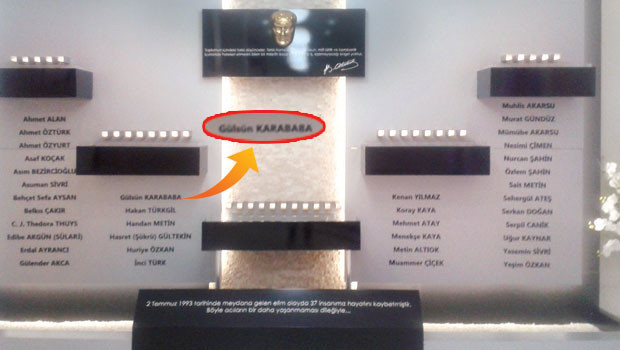 Gülsün KARABABA
Ahmet ALAN
Ahmet ÖZTÜRK
Ahmet ÖZYURT
Asaf KOÇAK
Asım BEZİRCİOĞLU
Asuman SİVRİ
Behçet Sefa AYSAN
Belkıs ÇAKIR
C. J. Thedora THUYS
Edibe AKGÜN (SULARI)
Erdal AYRANCI
Gülender AKCA
Gülsün KARABABA
Hakan TÜRKGİL
Handan METİN
Hasret (Şükrü) GÜLTEKİN
Huriye ÖZKAN
İnci TÜRK
Kenan YILMAZ
Koray KAYA
Mehmet ATAY
Menekşe KAYA
Metin ALTIOK
Muammer ÇİÇEK
Muhlis AKARSU
Murat GÜNDÜZ
Mümübe AKARSU
Nesimi ÇİMEN
Nurcan ŞAHİN
Özlem ŞAHİN
Sait METİN
Sehergül ATEŞ
Serkan DOĞAN
Serpil CANİK
Uğur KAYNAR
Yasemin SİVRİ
Yeşim ÖZKAN
2 Temmuz 1993 tarihinde meydana gelen elim olayda 37 insanımız hayatını kaybetmiştir.
Böyle acıların bir daha yaşanmaması dileğiyle...